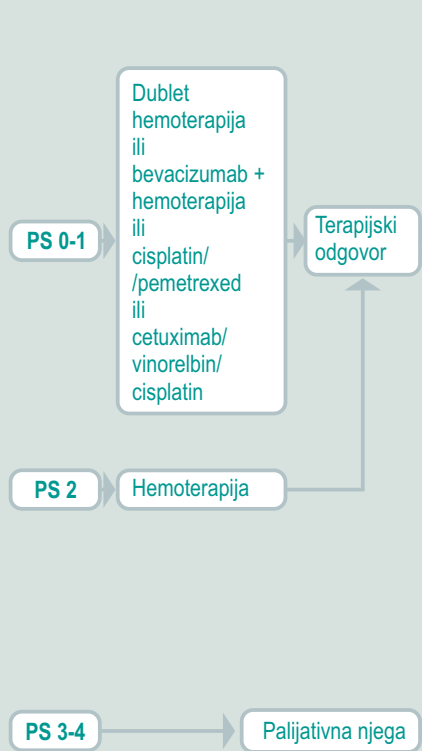 PS 0-1
Dublet
hemoterapija
ili
bevacizumab +
hemoterapija
ili
cisplatin/
/pemetrexed
ili
cetuximab/
vinorelbin/
cisplatin
Terapijski
odgovor
PS 2
Hemoterapija
PS 3-4
Palijativna njega